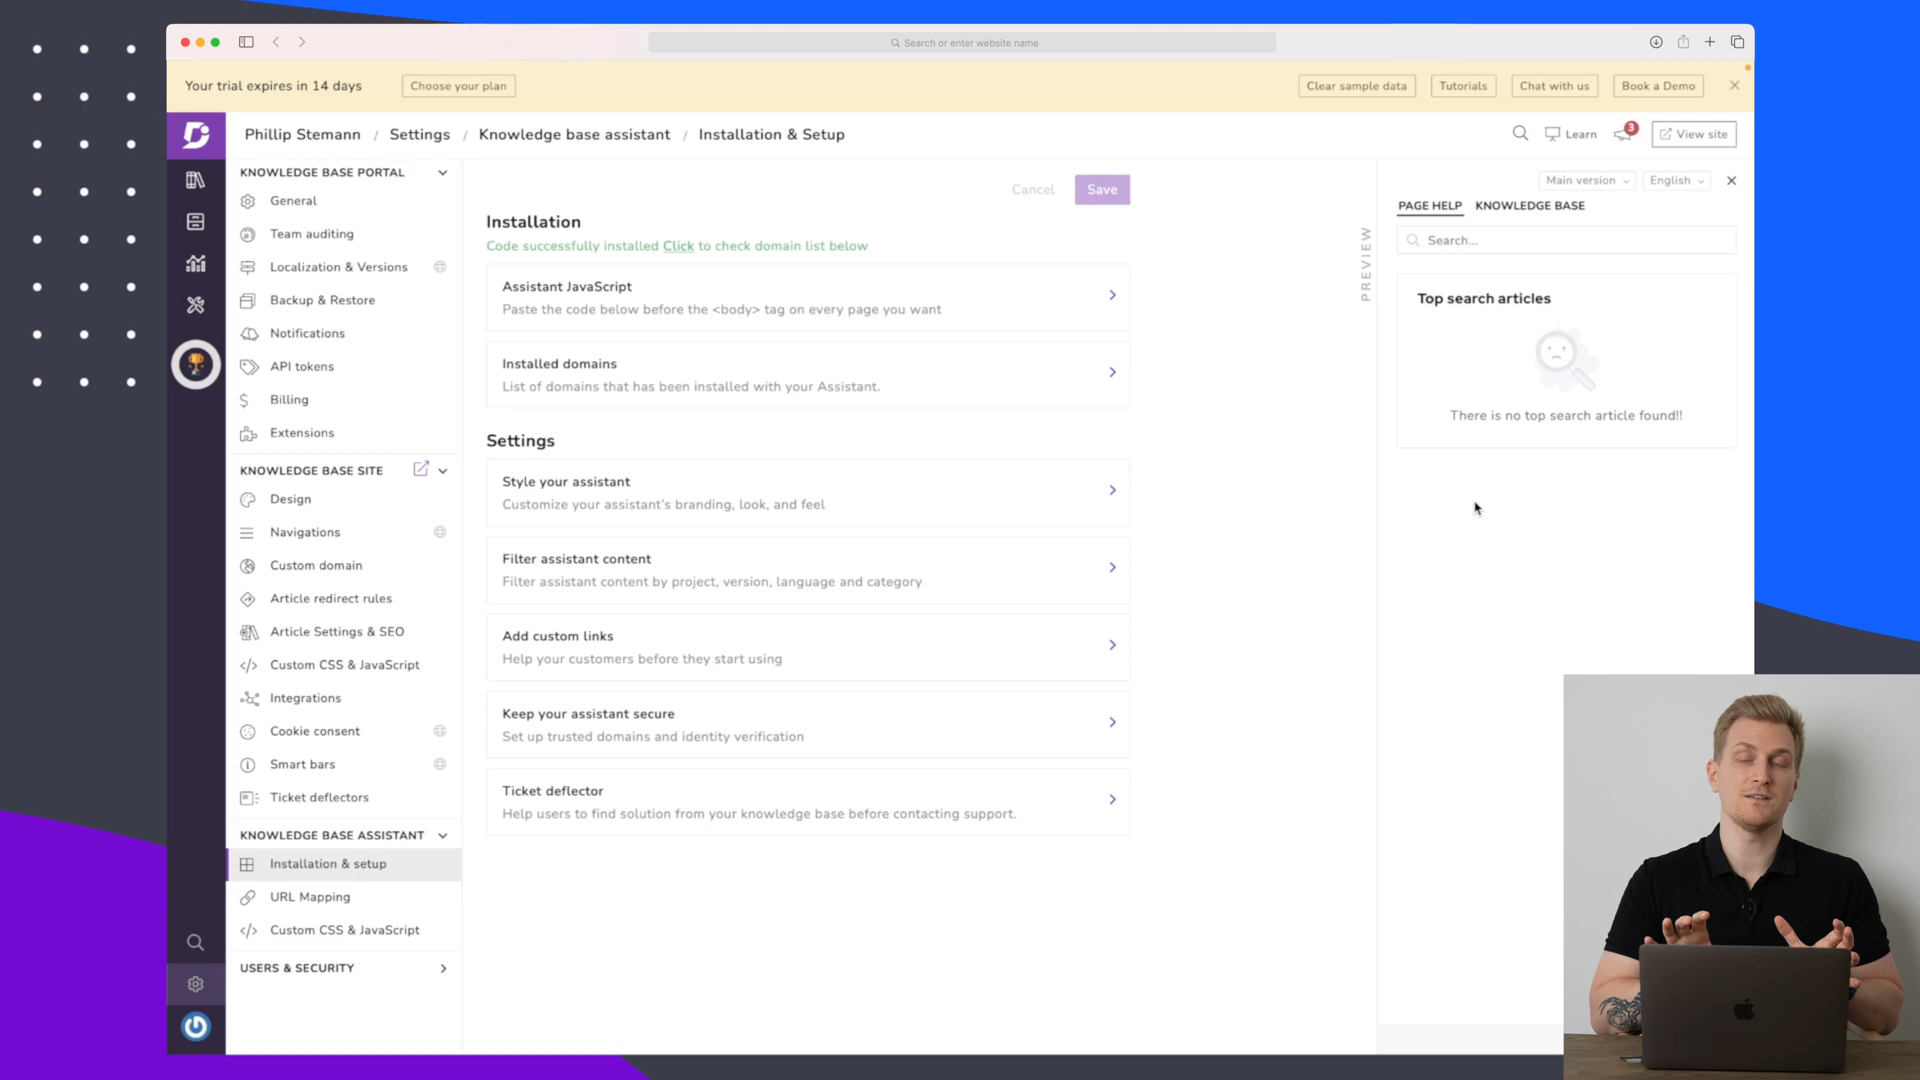 Search or enter website name
Your trial expires in 14 days
Choose your plan
Clear sample data
Tutorials
Chat with us
Book a Demo
Phillip Stemann / Settings / Knowledge base assistant / Installation & Setup
Learn
3
View site
KNOWLEDGE BASE PORTAL
General
Team auditing
Localization & Versions
Backup & Restore
Notifications
API tokens
Billing
Extensions
KNOWLEDGE BASE SITE
Design
Navigations
Custom domain
Article redirect rules
Article Settings & SEO
Custom CSS & JavaScript
Integrations
Cookie consent
Smart bars
Ticket deflectors
KNOWLEDGE BASE ASSISTANT
Installation & setup
URL Mapping
Custom CSS & JavaScript
USERS & SECURITY
Cancel
Save
Installation
Code successfully installed Click to check domain list below
Assistant JavaScript
Paste the code below before the <body> tag on every page you want
Installed domains
List of domains that has been installed with your Assistant.
Settings
Style your assistant
Customize your assistant's branding, look, and feel
Filter assistant content
Filter assistant content by project, version, language and category
Add custom links
Help your customers before they start using
Keep your assistant secure
Set up trusted domains and identity verification
Ticket deflector
Help users to find solution from your knowledge base before contacting support.
PREVIEW
Main version
English
PAGE HELP
KNOWLEDGE BASE
Search...
Top search articles
There is no top search article found!!